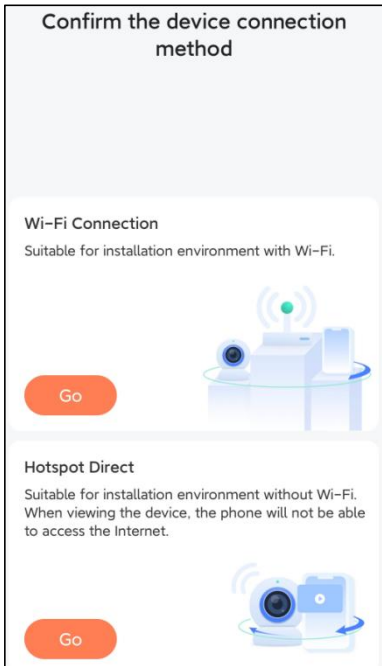 Confirm the device connection
method
Wi-Fi Connection
Suitable for installation environment with Wi-Fi.
Go
Hotspot Direct
Suitable for installation environment without Wi-Fi.
When viewing the device, the phone will not be able
to access the Internet.
Go